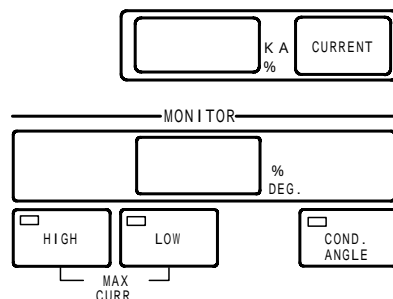 K A
%
CURRENT
MONITOR
%
DEG.
HIGH
LOW
COND.
ANGLE
MAX
CURR.